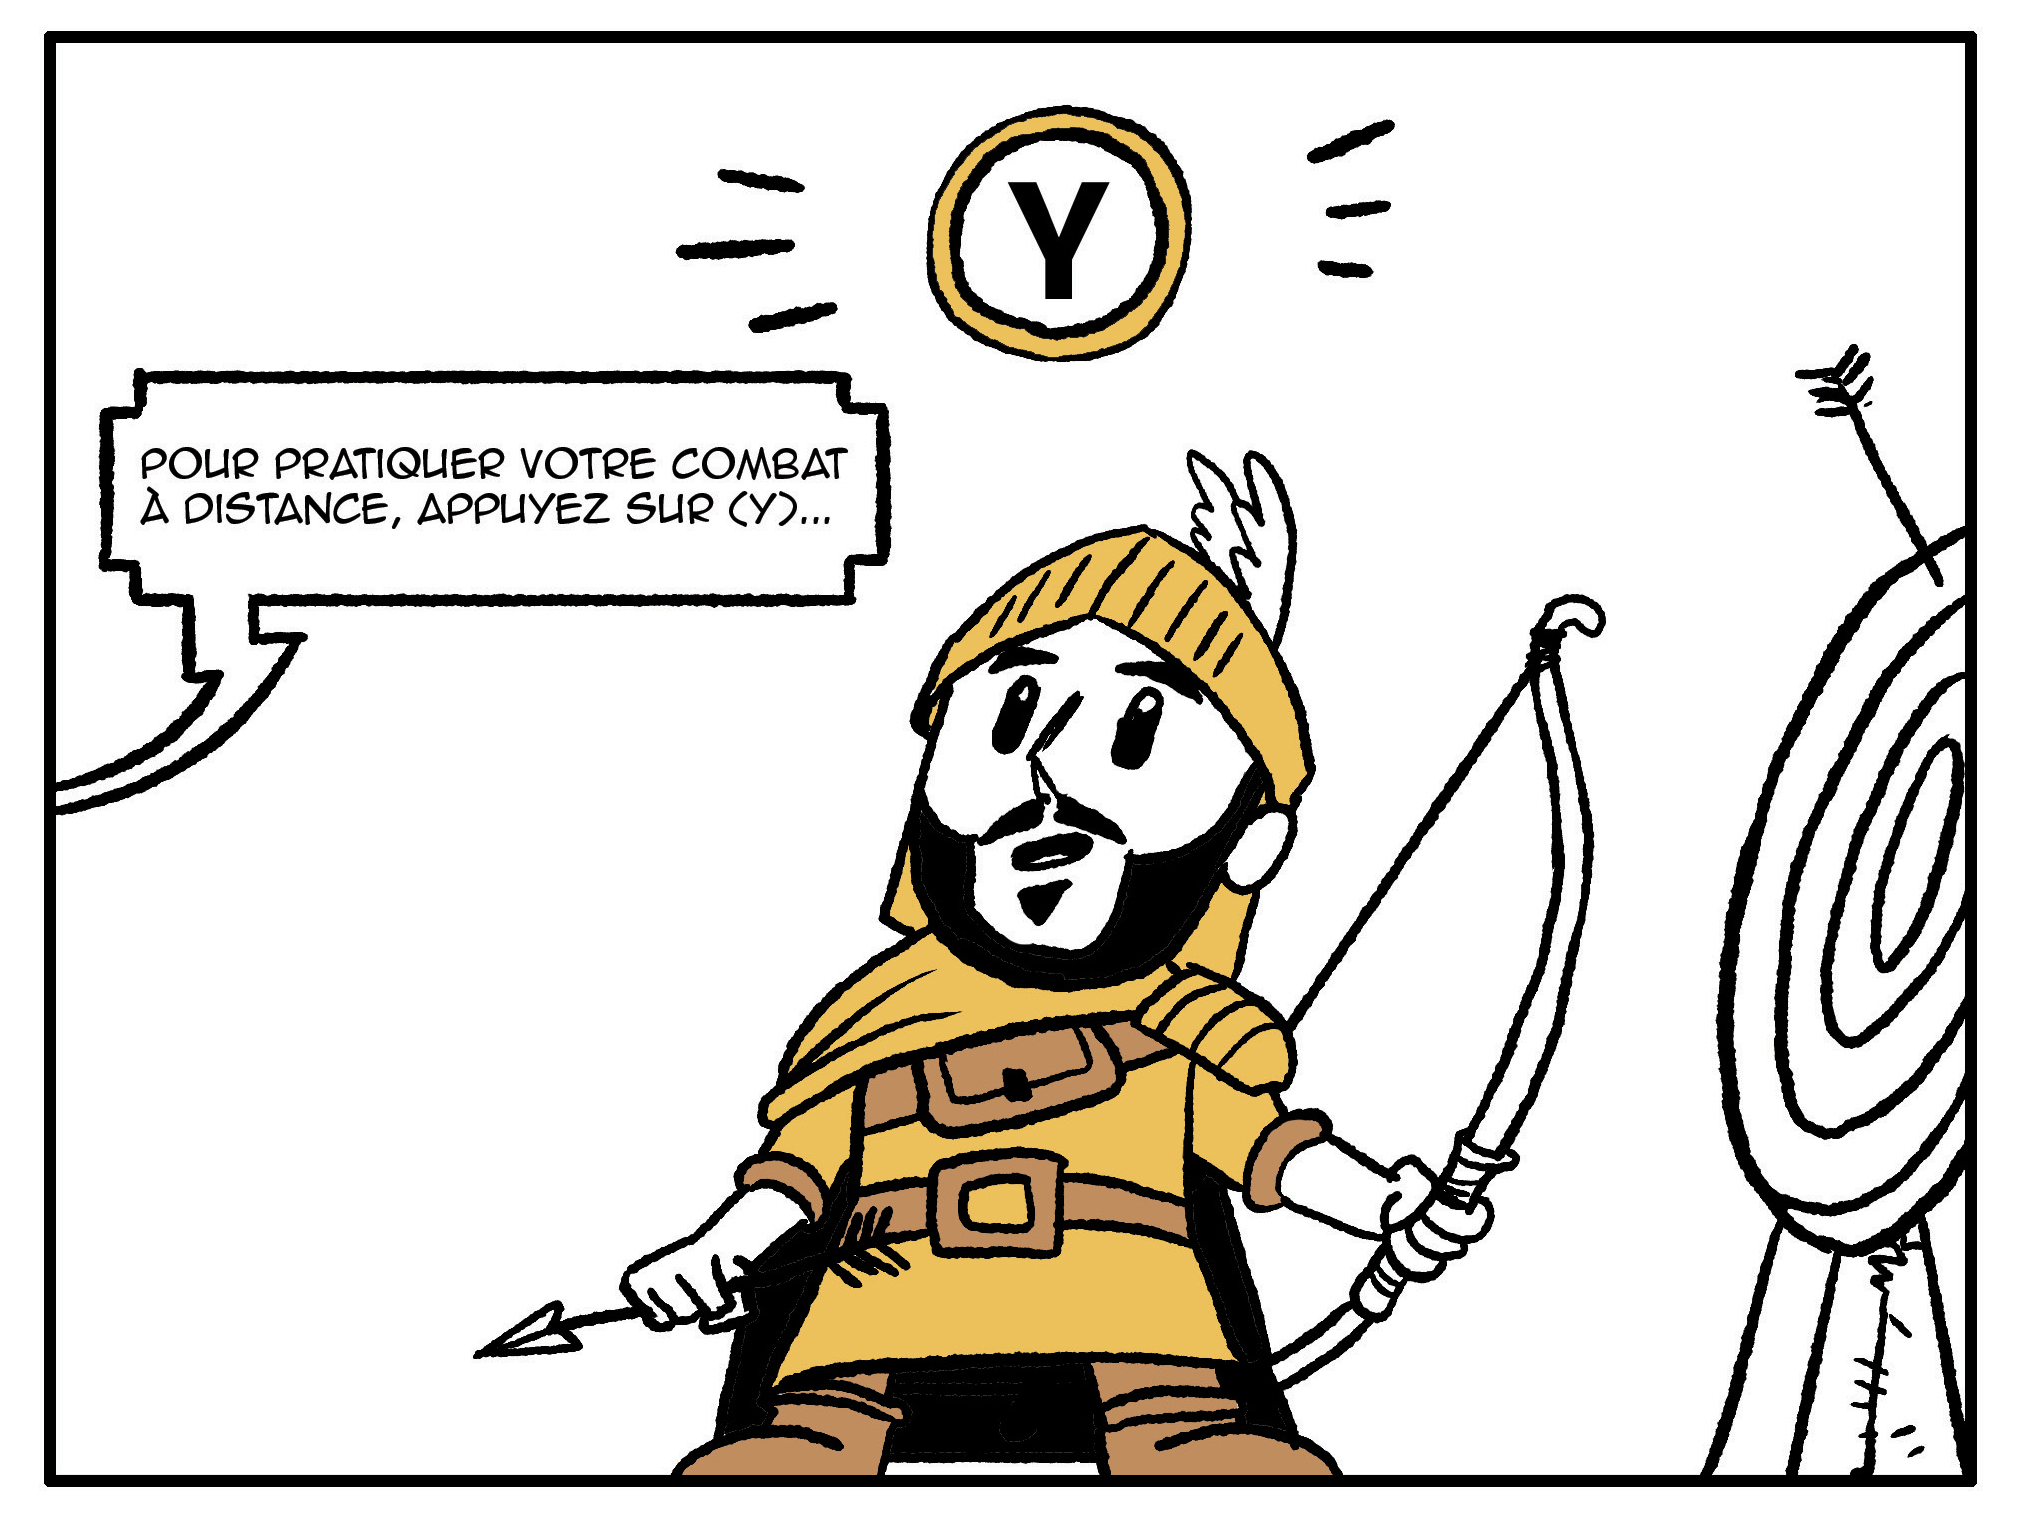 Y
POUR PRATIQUER VOTRE COMBAT
À DISTANCE, APPUYEZ SUR (Y)...